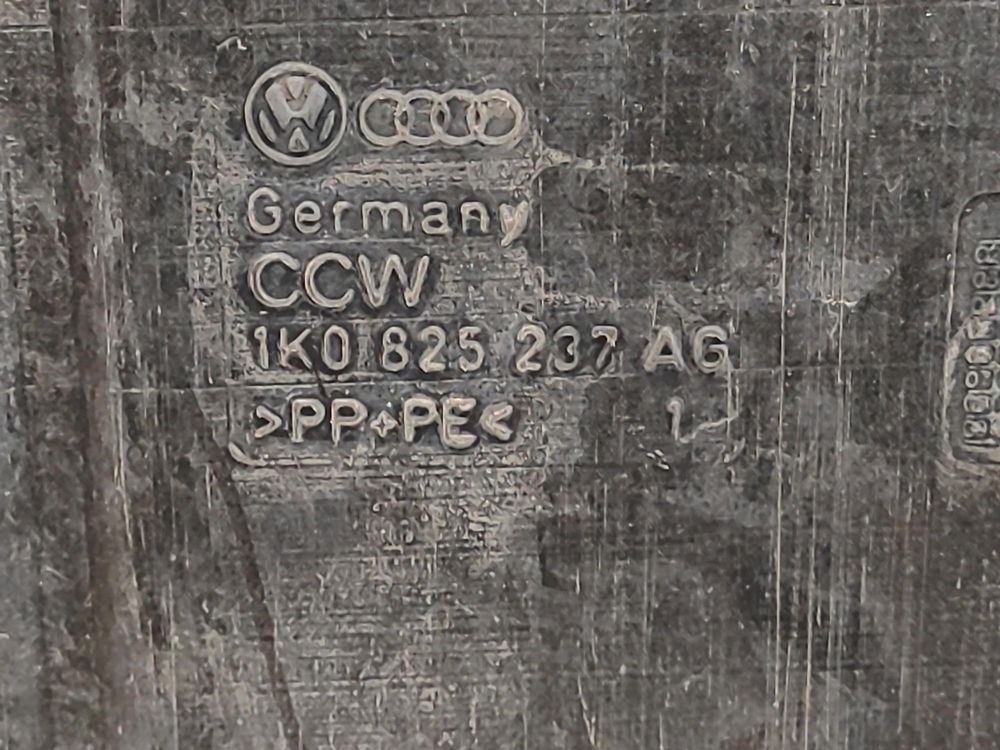 Germany
CCW
1K0 825 237 AG
>PP+PE<
1